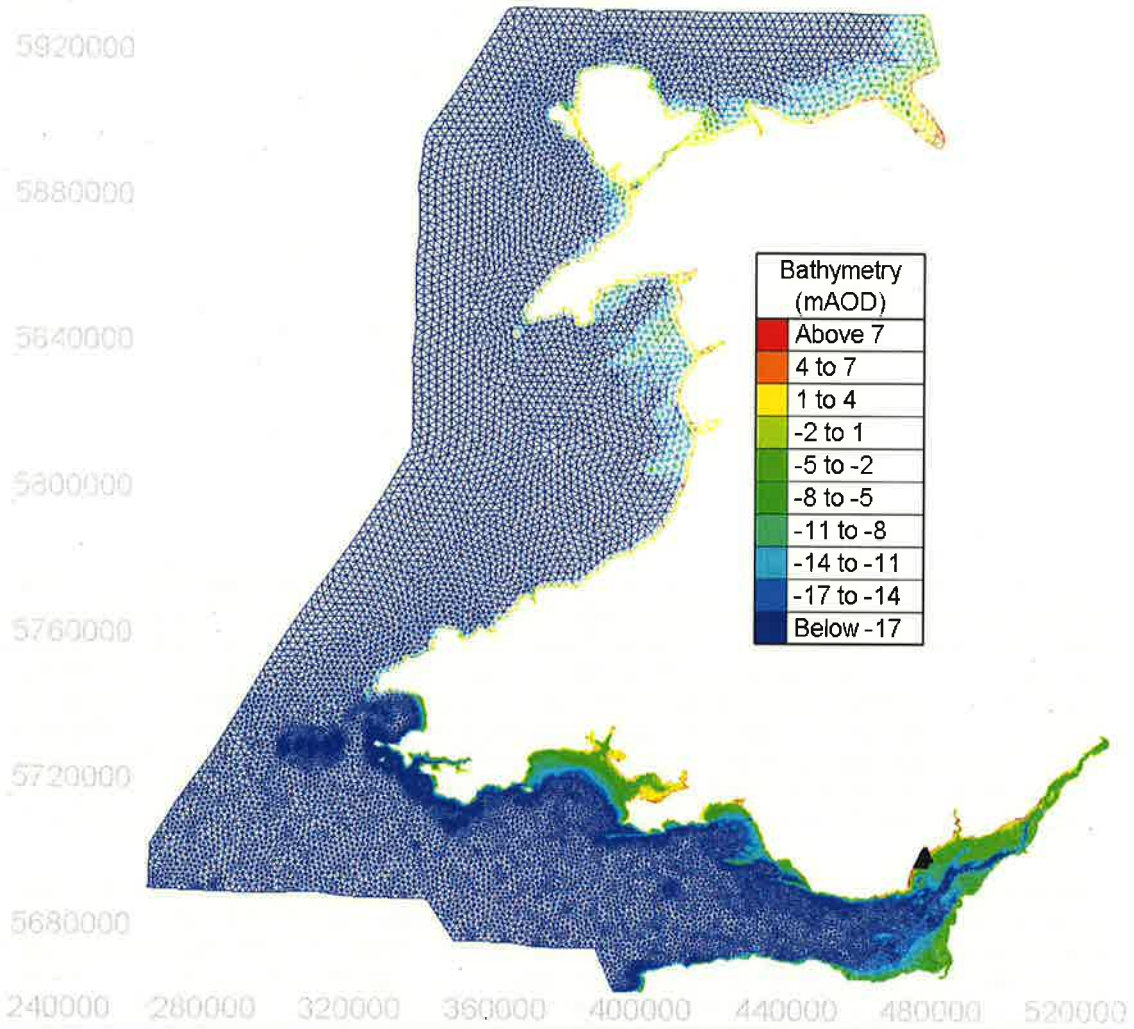 5920000
5880000
5840000
5800000
5760000
5720000
5680000
240000 280000 320000 360000 400000 440000 480000 520000
Bathymetry
(mAOD)
Above 7
4 to 7
1 to 4
-2 to 1
-5 to -2
-8 to -5
-11 to -8
-14 to -11
-17 to -14
Below -17